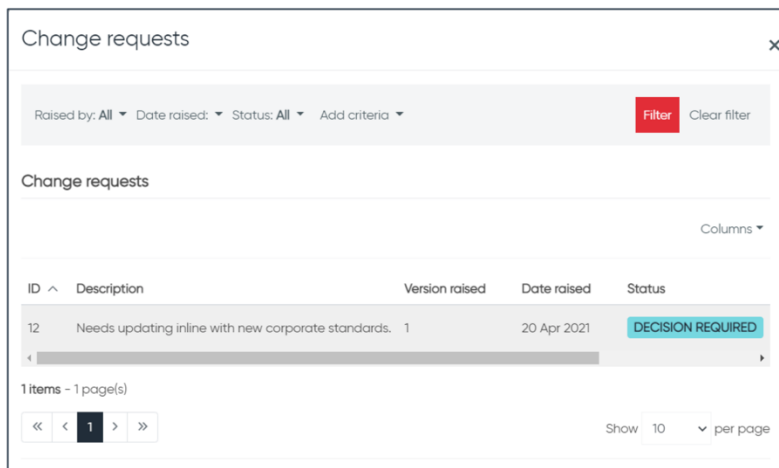 Change requests
Raised by: All Date raised: Status: All Add criteria Filter Clear filter
Change requests
Columns
ID Description Version raised Date raised Status
12 Needs updating inline with new corporate standards. 1 20 Apr 2021 DECISION REQUIRED
1 items - 1 page(s)
« < 1 > » Show 10 per page